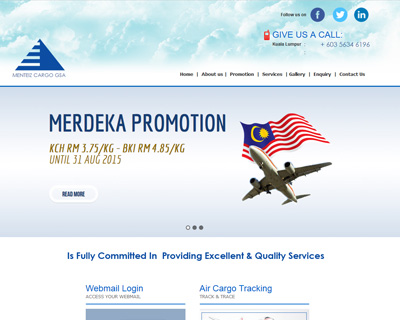 Follow us on
GIVE US A CALL:
Kuala Lumpur : + 603 5634 6196
MENTBIZ CARGO GSA
Home | About us | Promotion | Services | Gallery | Enquiry | Contact Us
MERDEKA PROMOTION
KCH RM 3.75/KG - BKI RM 4.85/KG
UNTIL 31 AUG 2015
READ MORE
Is Fully Committed In Providing Excellent & Quality Services
Webmail Login
ACCESS YOUR WEBMAIL
Air Cargo Tracking
TRACK & TRACE